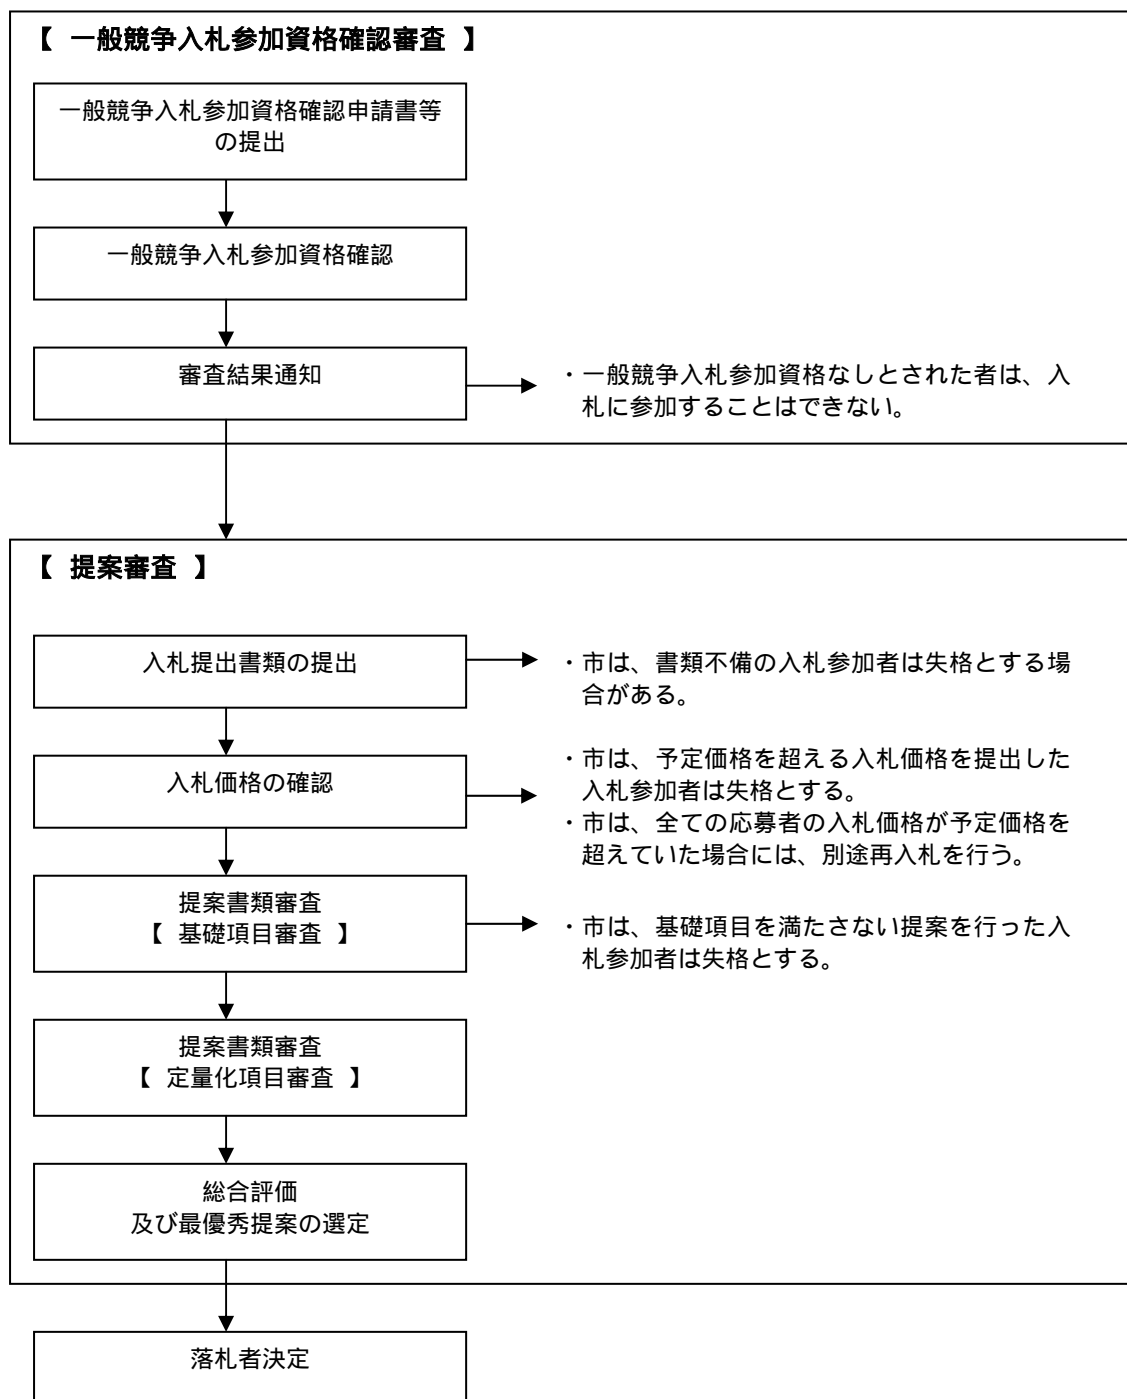 【 一般競争入札参加資格確認審査 】
一般競争入札参加資格確認申請書等
の提出
一般競争入札参加資格確認
審査結果通知
・一般競争入札参加資格なしとされた者は、入
札に参加することはできない。
【 提案審査 】
入札提出書類の提出
・市は、書類不備の入札参加者は失格とする場
合がある。
入札価格の確認
・市は、予定価格を超える入札価格を提出した
入札参加者は失格とする。
・市は、全ての応募者の入札価格が予定価格を
超えていた場合には、別途再入札を行う。
提案書類審査
【 基礎項目審査 】
・市は、基礎項目を満たさない提案を行った入
札参加者は失格とする。
提案書類審査
【 定量化項目審査 】
総合評価
及び最優秀提案の選定
落札者決定